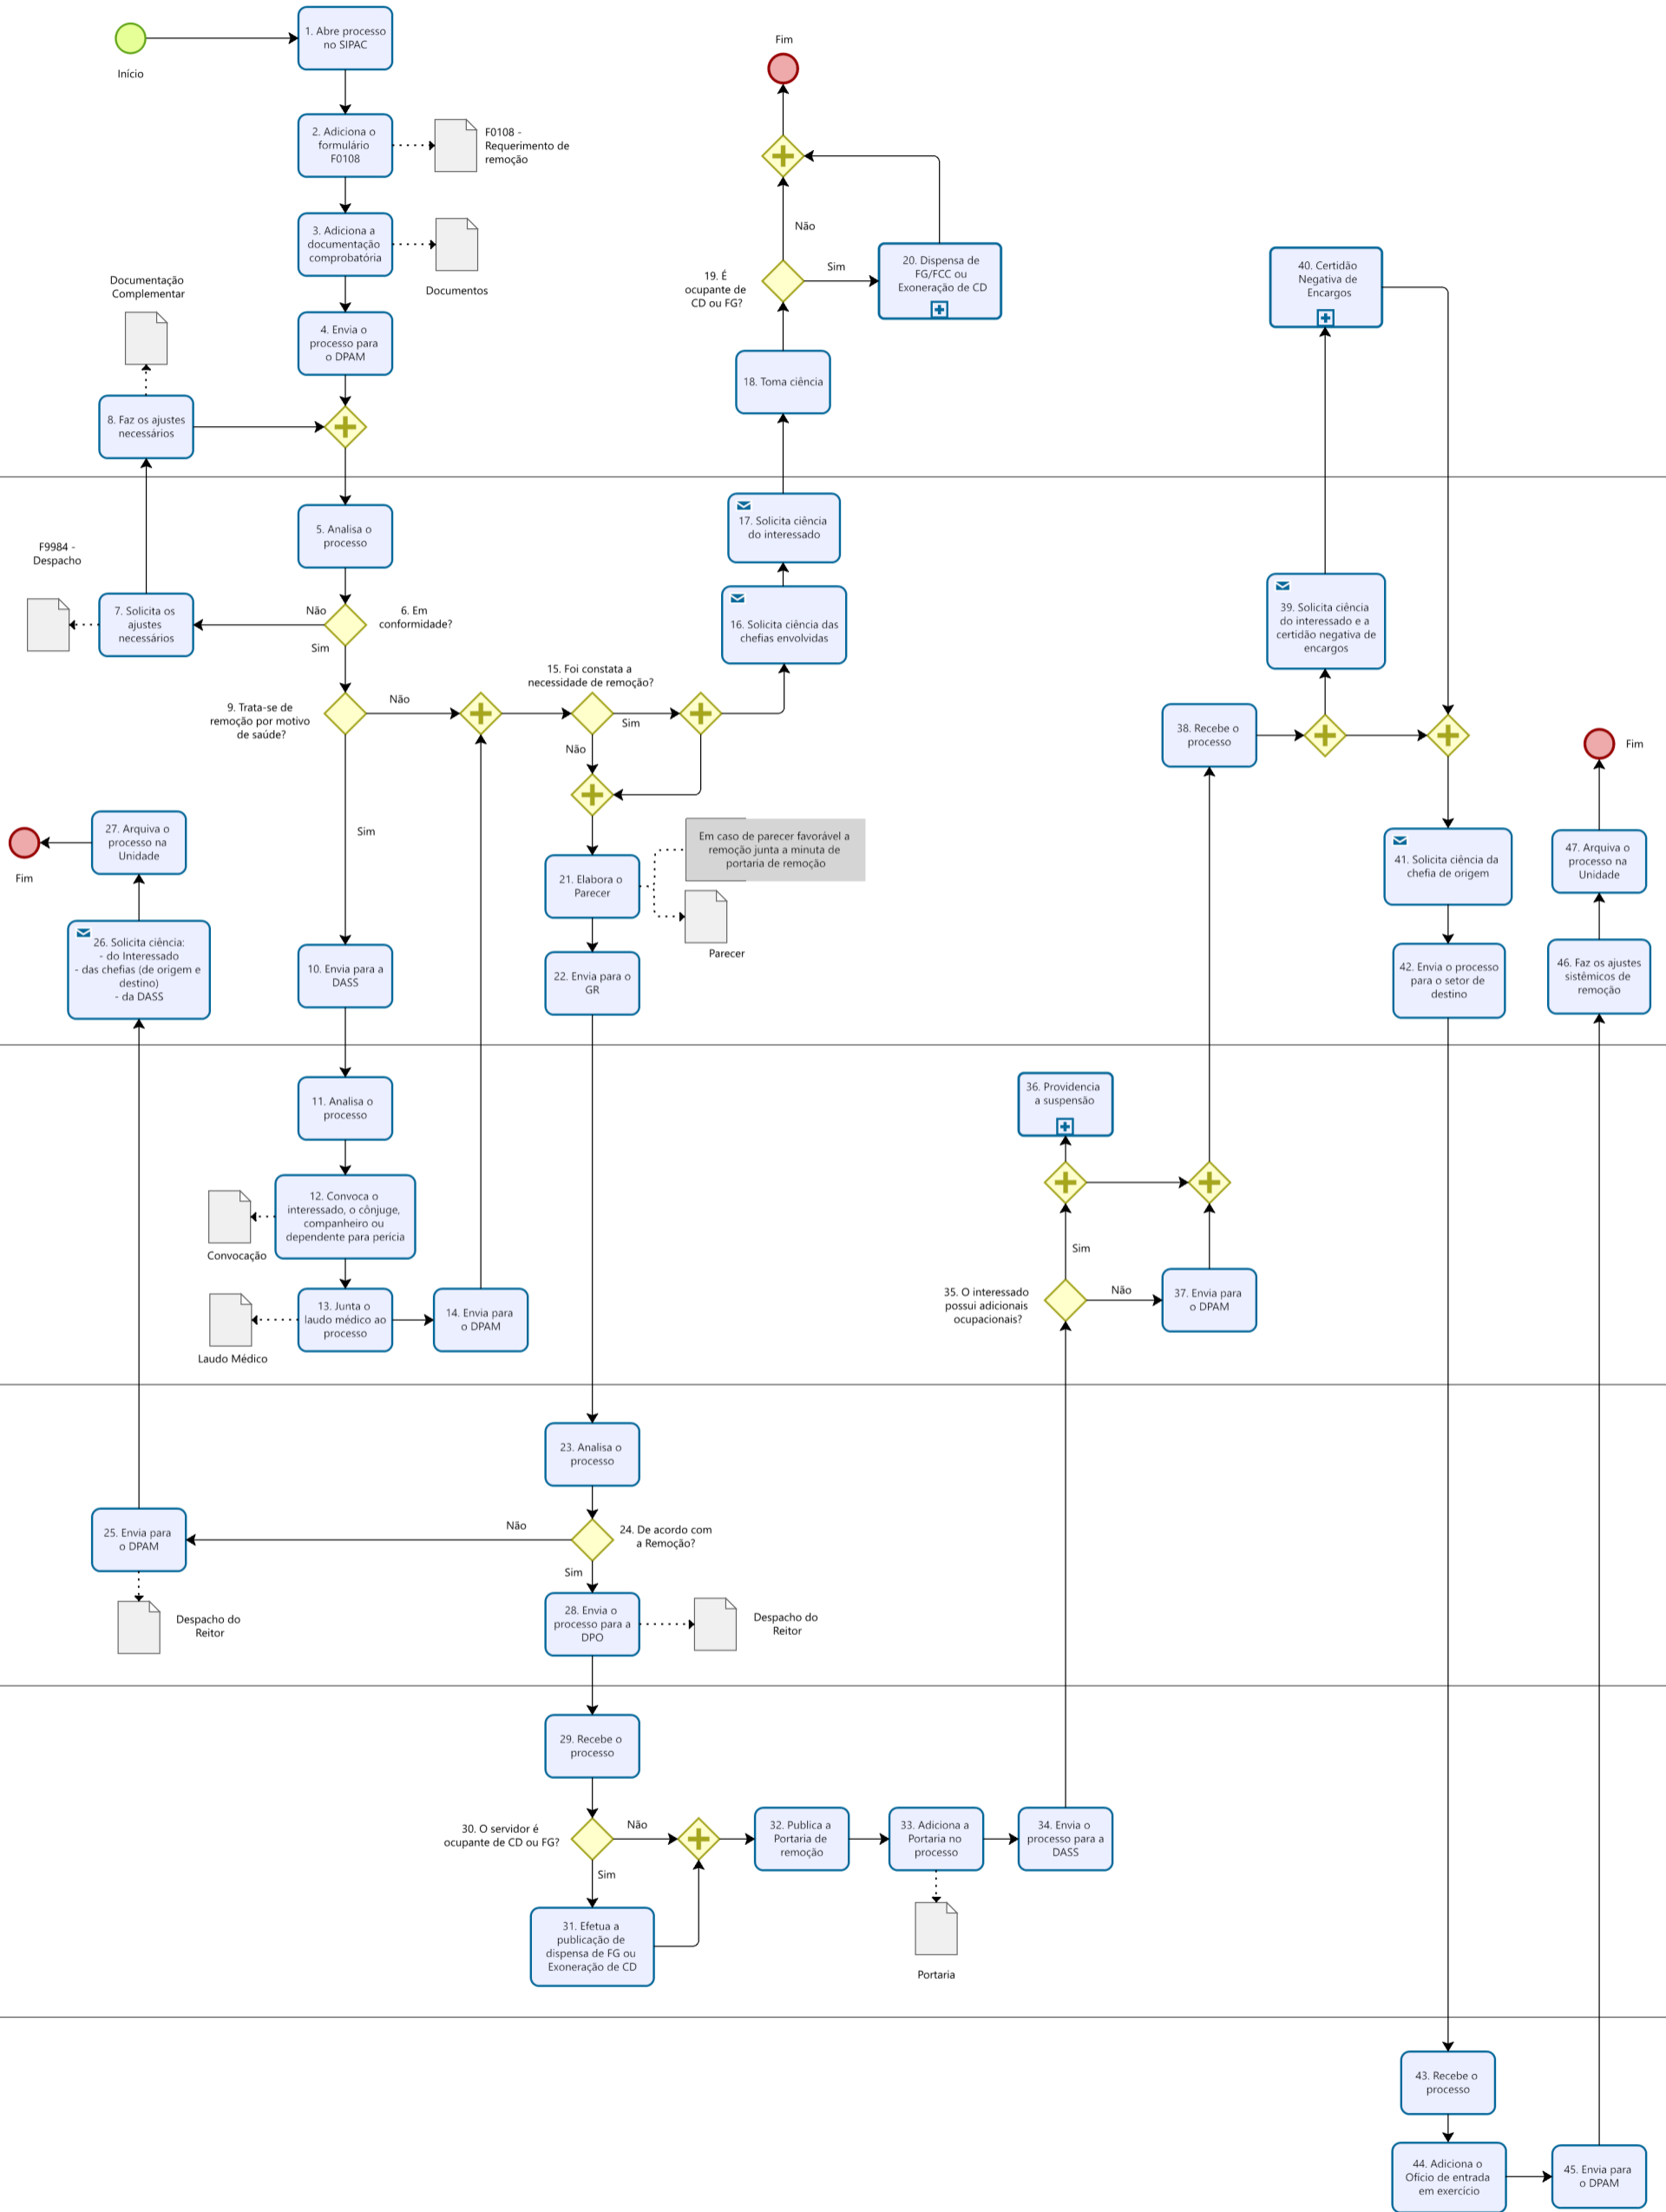 Início
1. Abre processo
no SIPAC
2. Adiciona o
formulário
F0108
F0108 -
Requerimento de
remoção
3. Adiciona a
documentação
comprobatória
Documentos
4. Envia o
processo para
o DPAM
Documentação
Complementar
8. Faz os ajustes
necessários
Fim
Não
19. É
ocupante de
CD ou FG?
Sim
20. Dispensa de
FG/FCC ou
Exoneração de CD
18. Toma ciência
40. Certidão
Negativa de
Encargos
5. Analisa o
processo
F9984 -
Despacho
7. Solicita os
ajustes
necessários
Não
6. Em
conformidade?
Sim
9. Trata-se de
remoção por motivo
de saúde?
Não
Sim
15. Foi constata a
necessidade de remoção?
Sim
Não
17. Solicita ciência
do interessado
16. Solicita ciência das
chefias envolvidas
39. Solicita ciência
do interessado e a
certidão negativa de
encargos
38. Recebe o
processo
Fim
27. Arquiva o
processo na
Unidade
Fim
26. Solicita ciência:
- do Interessado
- das chefias (de origem e
destino)
- da DASS
10. Envia para a
DASS
21. Elabora o
Parecer
Em caso de parecer favorável a
remoção junta a minuta de
portaria de remoção
Parecer
22. Envia para o
GR
41. Solicita ciência da
chefia de origem
42. Envia o processo
para o setor de
destino
47. Arquiva o
processo na
Unidade
46. Faz os ajustes
sistêmicos de
remoção
11. Analisa o
processo
12. Convoca o
interessado, o cônjuge,
companheiro ou
dependente para perícia
Convocação
13. Junta o
laudo médico ao
processo
Laudo Médico
14. Envia para
o DPAM
36. Providencia
a suspensão
Sim
35. O interessado
possui adicionais
ocupacionais?
Não
37. Envia para
o DPAM
23. Analisa o
processo
24. De acordo com
a Remoção?
Não
Sim
25. Envia para
o DPAM
Despacho do
Reitor
28. Envia o
processo para a
DPO
Despacho do
Reitor
29. Recebe o
processo
30. O servidor é
ocupante de CD ou FG?
Não
Sim
31. Efetua a
publicação de
dispensa de FG ou
Exoneração de CD
32. Publica a
Portaria de
remoção
33. Adiciona a
Portaria no
processo
Portaria
34. Envia o
processo para a
DASS
43. Recebe o
processo
44. Adiciona o
Ofício de entrada
em exercício
45. Envia para
o DPAM